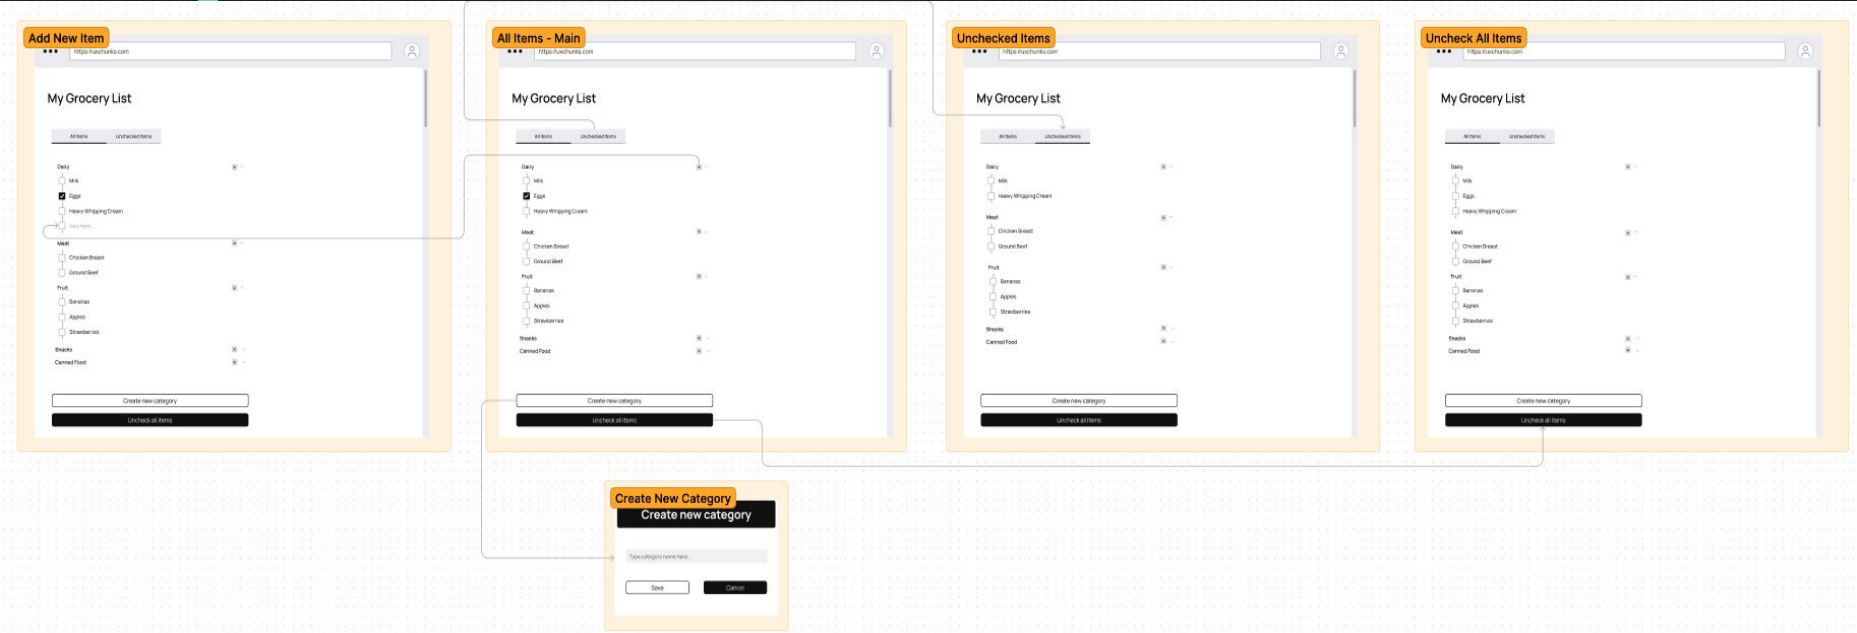 Add New Item
https://uxchunks.com
My Grocery List
All Items Unchecked Items
Dairy
Milk
Eggs
Heavy Whipping Cream
New item...
Meat
Chicken Breast
Ground Beef
Fruit
Bananas
Apples
Strawberries
Snacks
Canned Food
Create new category
Uncheck all items
All Items - Main
https://uxchunks.com
My Grocery List
All Items Unchecked Items
Dairy
Milk
Eggs
Heavy Whipping Cream
Meat
Chicken Breast
Ground Beef
Fruit
Bananas
Apples
Strawberries
Snacks
Canned Food
Create new category
Uncheck all items
Unchecked Items
https://uxchunks.com
My Grocery List
All Items Unchecked Items
Dairy
Milk
Heavy Whipping Cream
Meat
Chicken Breast
Ground Beef
Fruit
Bananas
Apples
Strawberries
Snacks
Canned Food
Create new category
Uncheck all items
Uncheck All Items
https://uxchunks.com
My Grocery List
All Items Unchecked Items
Dairy
Milk
Eggs
Heavy Whipping Cream
Meat
Chicken Breast
Ground Beef
Fruit
Bananas
Apples
Strawberries
Snacks
Canned Food
Create new category
Uncheck all items
Create New Category
Create new category
Type category name here...
Save Cancel